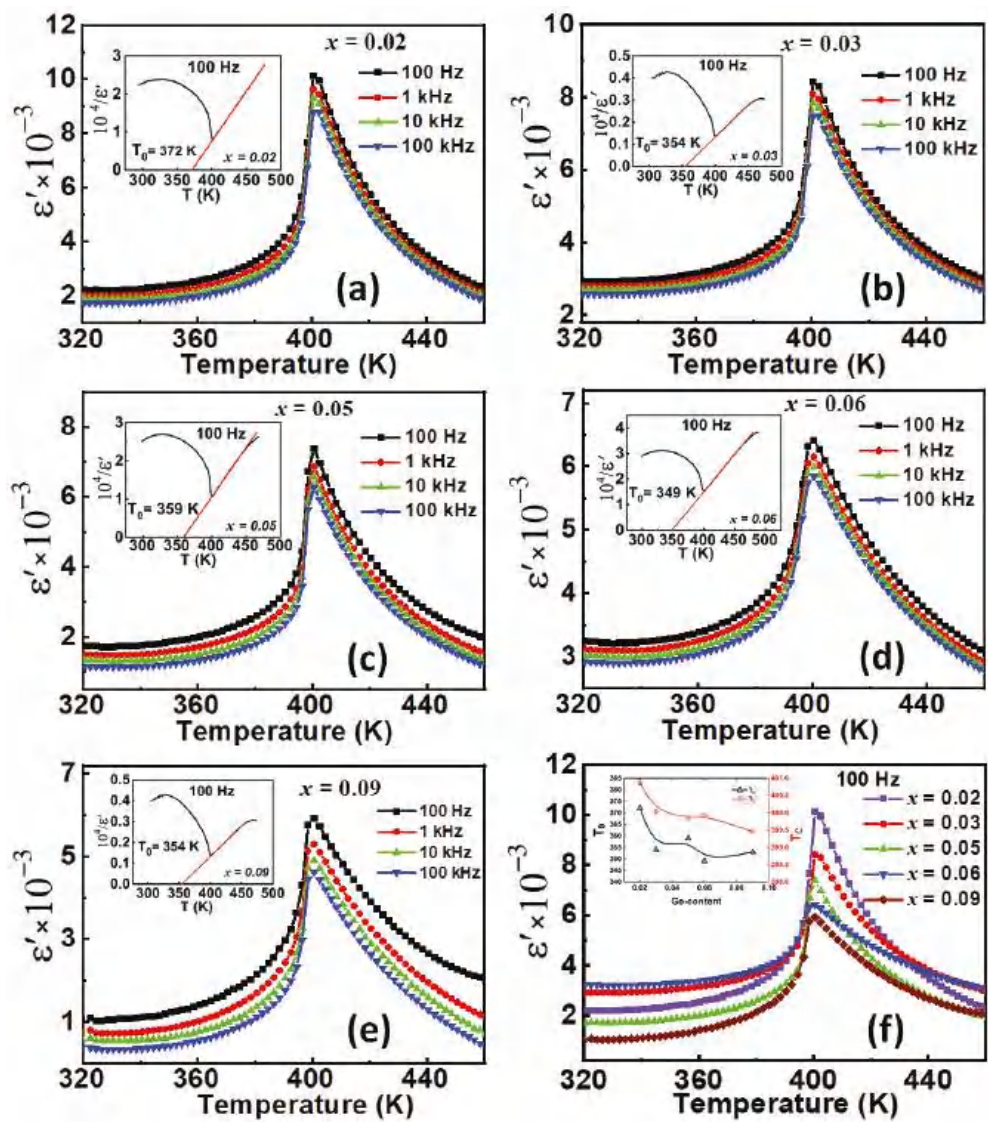 12
10
8
6
4
2
ε′×10⁻³
x = 0.02
100 Hz
1 kHz
10 kHz
100 kHz
3
2
1
0
10⁴/ε′
100 Hz
T₀= 372 K
x = 0.02
300 350 400 450 500
T (K)
(a)
320 360 400 440
Temperature (K)
10
8
6
4
2
ε′×10⁻³
x = 0.03
100 Hz
1 kHz
10 kHz
100 kHz
0.5
0.4
0.3
0.2
0.1
0.0
10⁴/ε′
100 Hz
T₀= 354 K
x = 0.03
300 350 400 450 500
T (K)
(b)
320 360 400 440
Temperature (K)
8
6
4
2
ε′×10⁻³
x = 0.05
100 Hz
1 kHz
10 kHz
100 kHz
3
2
1
0
10⁴/ε′
100 Hz
T₀= 359 K
x = 0.05
300 350 400 450 500
T (K)
(c)
320 360 400 440
Temperature (K)
7
6
5
4
3
ε′×10⁻³
x = 0.06
100 Hz
1 kHz
10 kHz
100 kHz
4
3
2
1
0
10⁴/ε′
100 Hz
T₀= 349 K
x = 0.06
300 350 400 450 500
T (K)
(d)
320 360 400 440
Temperature (K)
7
5
3
1
ε′×10⁻³
x = 0.09
100 Hz
1 kHz
10 kHz
100 kHz
0.5
0.4
0.3
0.2
0.1
0.0
10⁴/ε′
100 Hz
T₀= 354 K
x = 0.09
300 350 400 450 500
T (K)
(e)
320 360 400 440
Temperature (K)
12
10
8
6
4
2
ε′×10⁻³
100 Hz
x = 0.02
x = 0.03
x = 0.05
x = 0.06
x = 0.09
T₀
0.02 0.04 0.06
0.10
Ge-content
(f)
320 360 400 440
Temperature (K)